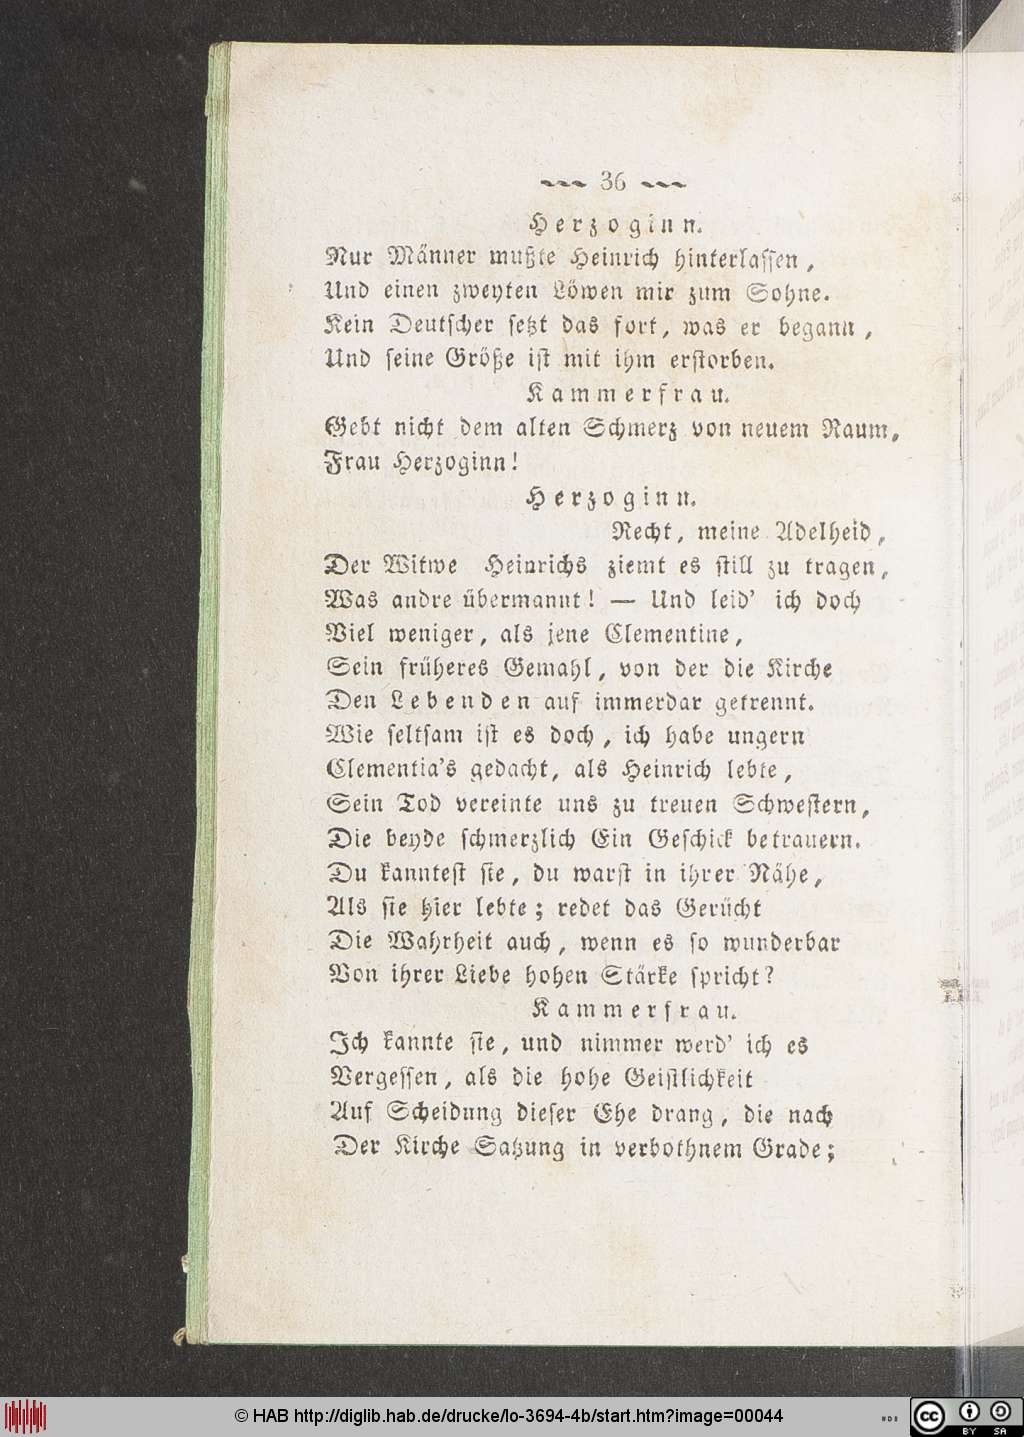 36
Herzoginn.
Nur Männer mußte Heinrich hinterlassen,
Und einen zweyten Löwen mir zum Sohne.
Kein Deutscher setzt das fort, was er begann,
Und seine Größe ist mit ihm erstorben.
Kammerfrau.
Gebt nicht dem alten Schmerz von neuem Raum,
Frau Herzoginn!
Herzoginn.
Recht, meine Adelheid,
Der Witwe Heinrichs ziemt es still zu tragen,
Was andre übermannt! — Und leid' ich doch
Viel weniger, als jene Clementine,
Sein früheres Gemahl, von der die Kirche
Den Lebenden auf immerdar getrennt.
Wie seltsam ist es doch, ich habe ungern
Clementia's gedacht, als Heinrich lebte,
Sein Tod vereinte uns zu treuen Schwestern,
Die beyde schmerzlich Ein Geschick betrauern.
Du kanntest sie, du warst in ihrer Nähe,
Als sie hier lebte; redet das Gerücht
Die Wahrheit auch, wenn es so wunderbar
Von ihrer Liebe hohen Stärke spricht?
Kammerfrau.
Ich kannte sie, und nimmer werd' ich es
Vergessen, als die hohe Geistlichkeit
Auf Scheidung dieser Ehe drang, die nach
Der Kirche Satzung in verbothnem Grade;
© HAB http://diglib.hab.de/drucke/lo-3694-4b/start.htm?image=00044
CC BY SA